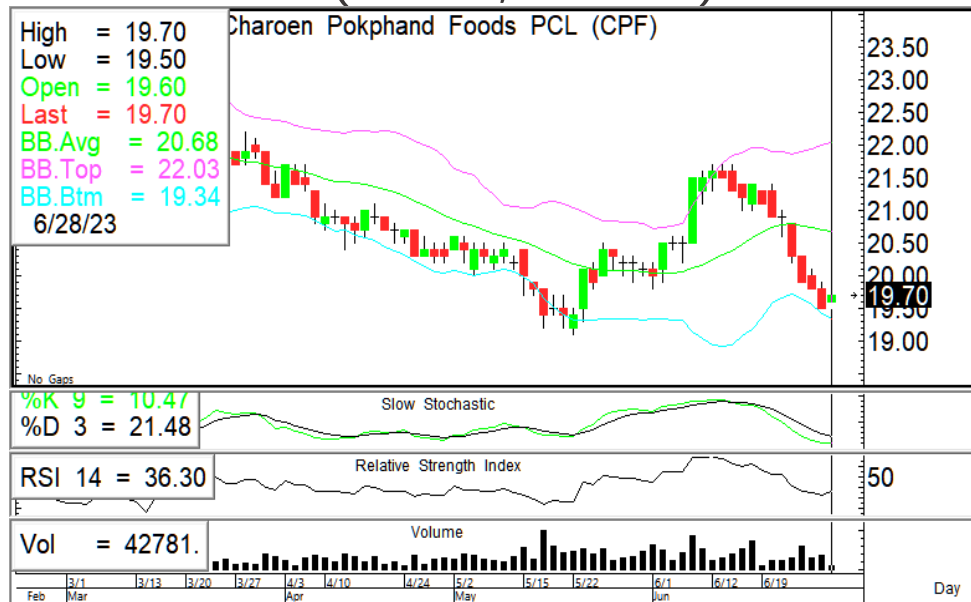 Charoen Pokphand Foods PCL (CPF)
High = 19.70
Low = 19.50
Open = 19.60
Last = 19.70
BB.Avg = 20.68
BB.Top = 22.03
BB.Btm = 19.34
6/28/23
23.50
23.00
22.50
22.00
21.50
21.00
20.50
20.00
19.70
19.50
19.00
No Gaps
%K 9 = 10.47
%D 3 = 21.48
Slow Stochastic
RSI 14 = 36.30
Relative Strength Index
50
Vol = 42781.
Volume
3/1 3/13 3/20 3/27 4/3 4/10 4/24 5/2 5/15 5/22 6/1 6/12 6/19
Feb Mar Apr May Jun
Day